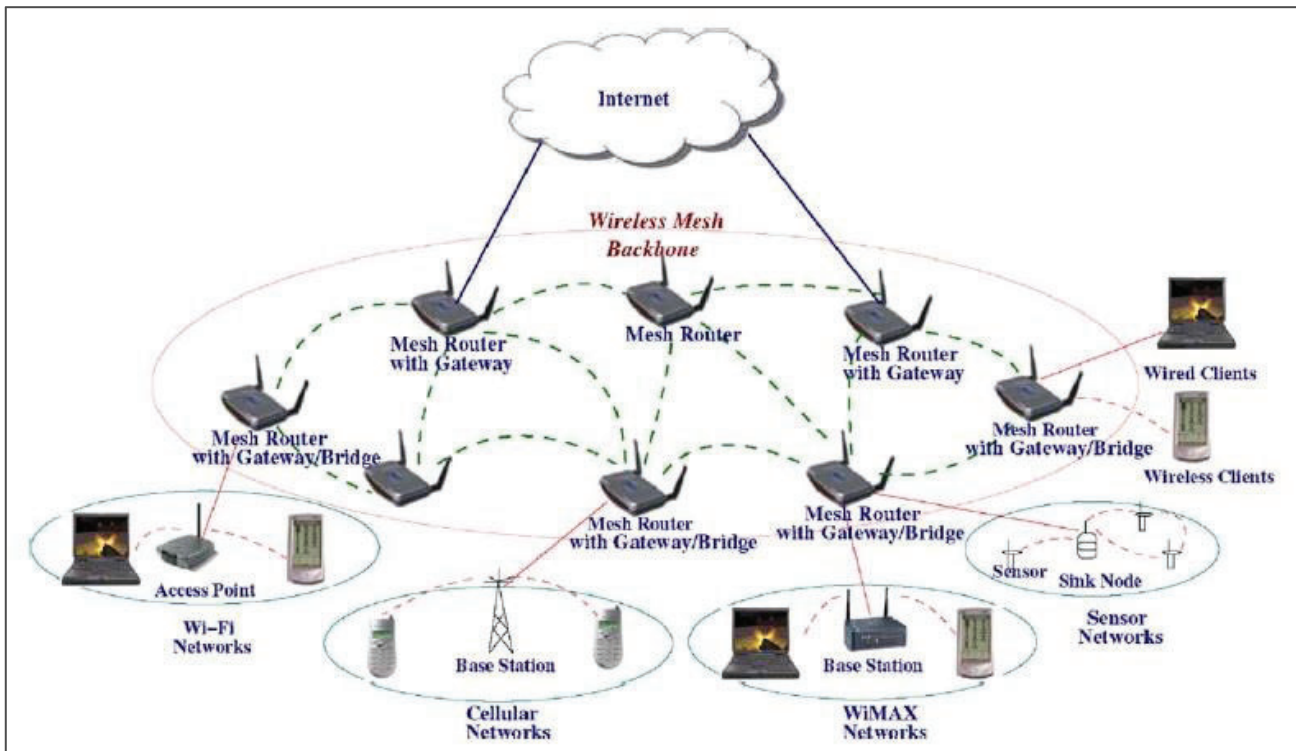 Internet
Wireless Mesh
Backbone
Mesh Router
with Gateway
Mesh Router
Mesh Router
with Gateway
Wired Clients
Mesh Router
with Gateway/Bridge
Mesh Router
with Gateway/Bridge
Wireless Clients
Mesh Router
with Gateway/Bridge
Mesh Router
with Gateway/Bridge
Access Point
Wi-Fi
Networks
Base Station
Cellular
Networks
Base Station
WiMAX
Networks
Sensor
Sink Node
Sensor
Networks